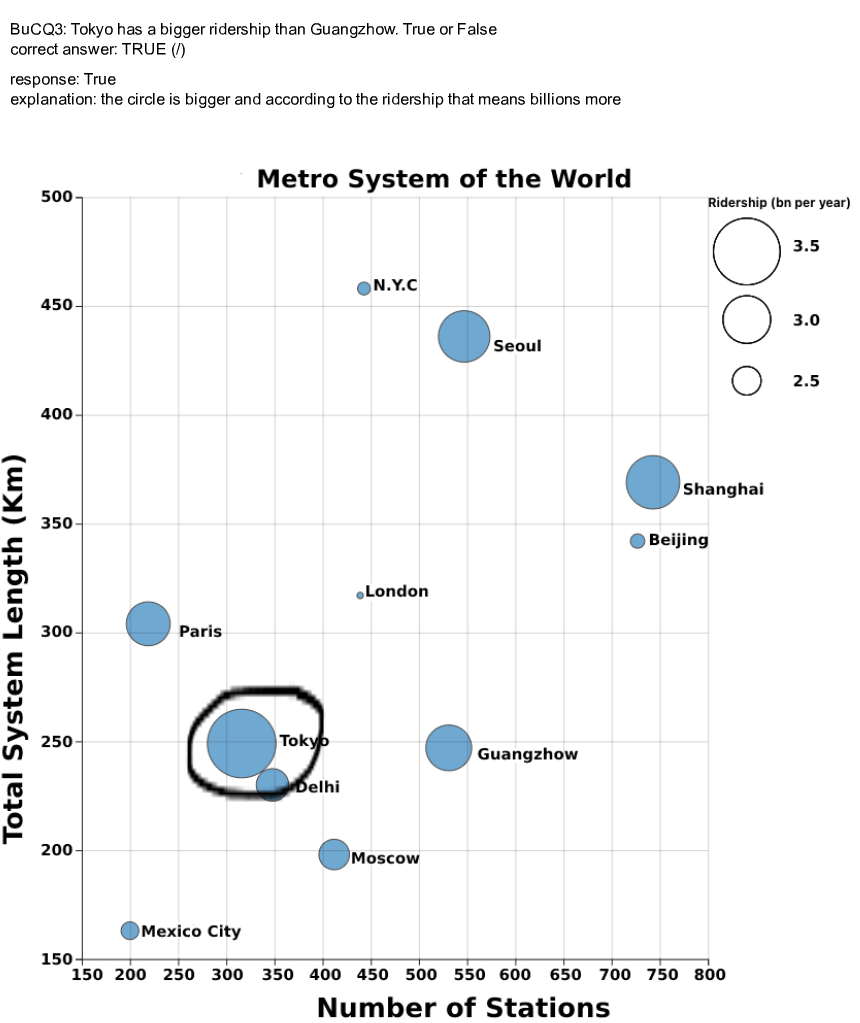 BuCQ3: Tokyo has a bigger ridership than Guangzhow. True or False
correct answer: TRUE (/)
response: True
explanation: the circle is bigger and according to the ridership that means billions more
Metro System of the World
Ridership (bn per year)
3.5
3.0
2.5
Total System Length (Km)
500
450
400
350
300
250
200
150
N.Y.C
Seoul
Shanghai
Beijing
London
Paris
Tokyo
Guangzhow
Delhi
Moscow
Mexico City
150 200 250 300 350 400 450 500 550 600 650 700 750 800
Number of Stations